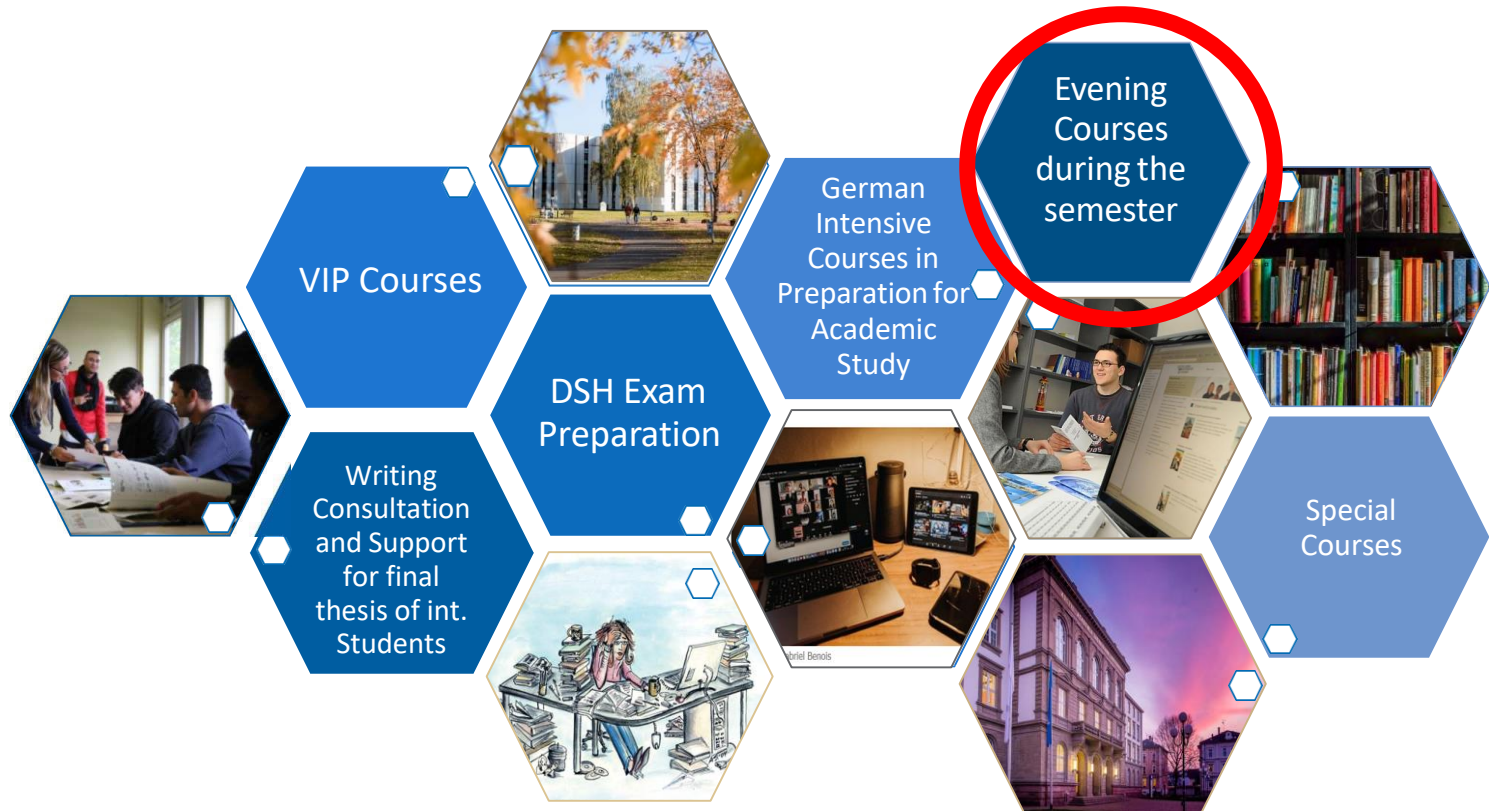 Evening
Courses
during the
semester
German
Intensive
Courses in
Preparation for
Academic
Study
VIP Courses
DSH Exam
Preparation
Writing
Consultation
and Support
for final
thesis of int.
Students
Special
Courses
abriel Benois